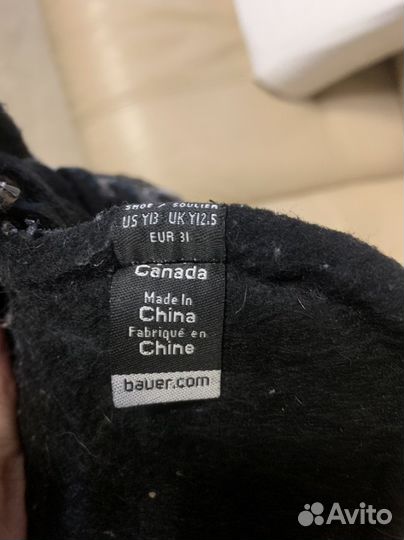 SHOE / SOULIER
US Y13 UK Y12.5
EUR 31
Canada
Made In
China
Fabriqué en
Chine
bauer.com
Avito